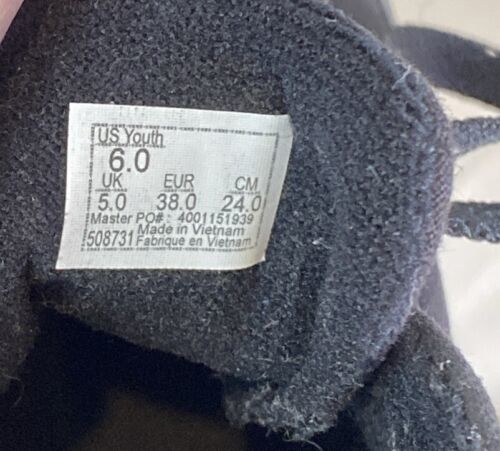 US Youth
6.0
UK EUR CM
5.0 38.0 24.0
Master PO# : 4001151939
508731 Made in Vietnam
Fabrique en Vietnam